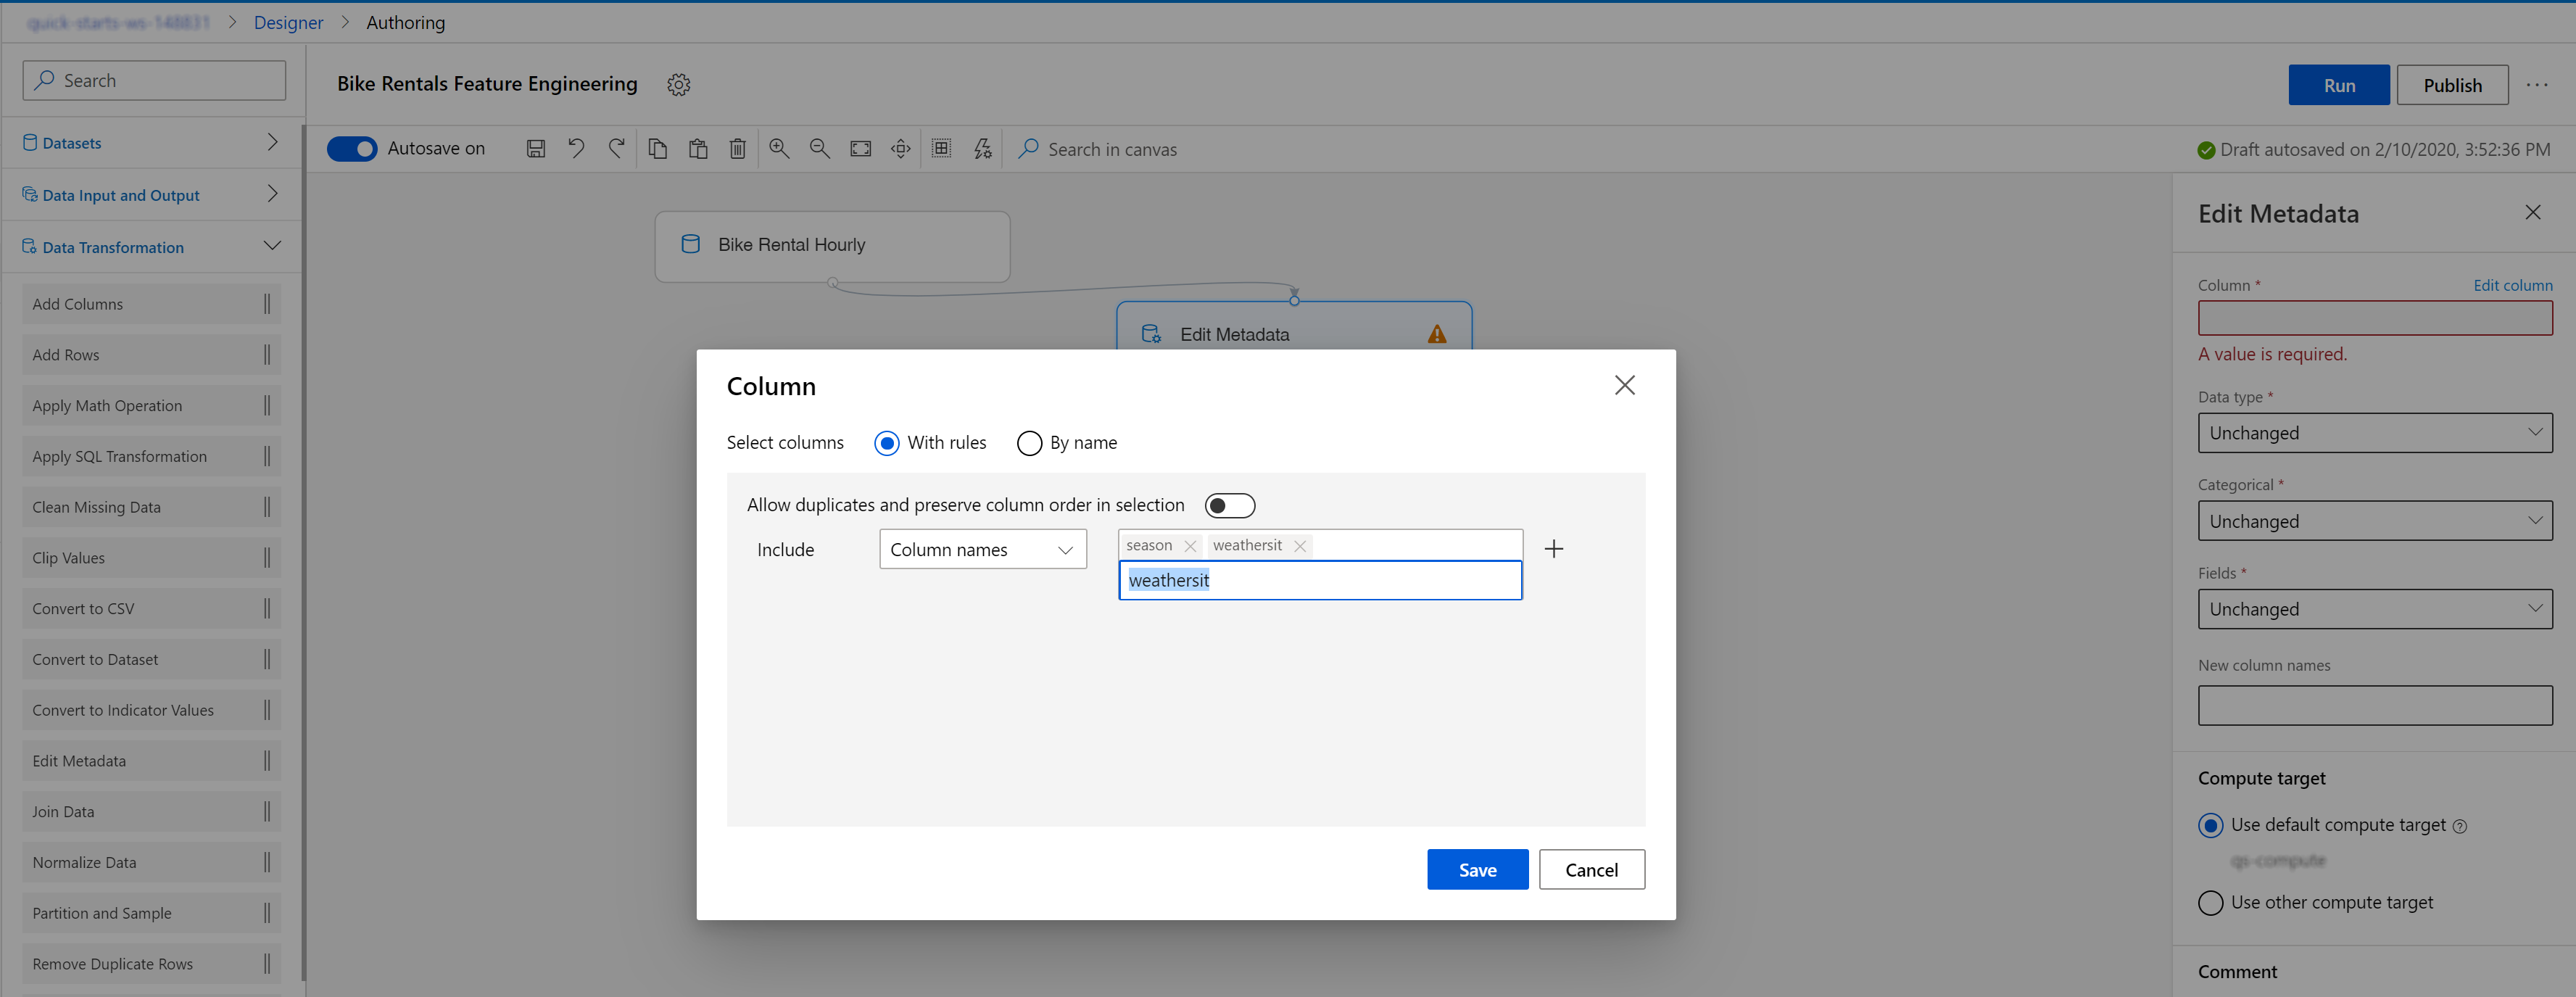 Designer > Authoring
Search
Bike Rentals Feature Engineering
Run
Publish
Datasets
Autosave on
Search in canvas
Draft autosaved on 2/10/2020, 3:52:36 PM
Data Input and Output
Data Transformation
Add Columns
Add Rows
Apply Math Operation
Apply SQL Transformation
Clean Missing Data
Clip Values
Convert to CSV
Convert to Dataset
Convert to Indicator Values
Edit Metadata
Join Data
Normalize Data
Partition and Sample
Remove Duplicate Rows
Bike Rental Hourly
Edit Metadata
Column
Select columns
With rules
By name
Allow duplicates and preserve column order in selection
Include
Column names
season
weathersit
weathersit
Save
Cancel
Edit Metadata
Column *
Edit column
A value is required.
Data type *
Unchanged
Categorical *
Unchanged
Fields *
Unchanged
New column names
Compute target
Use default compute target
Use other compute target
Comment